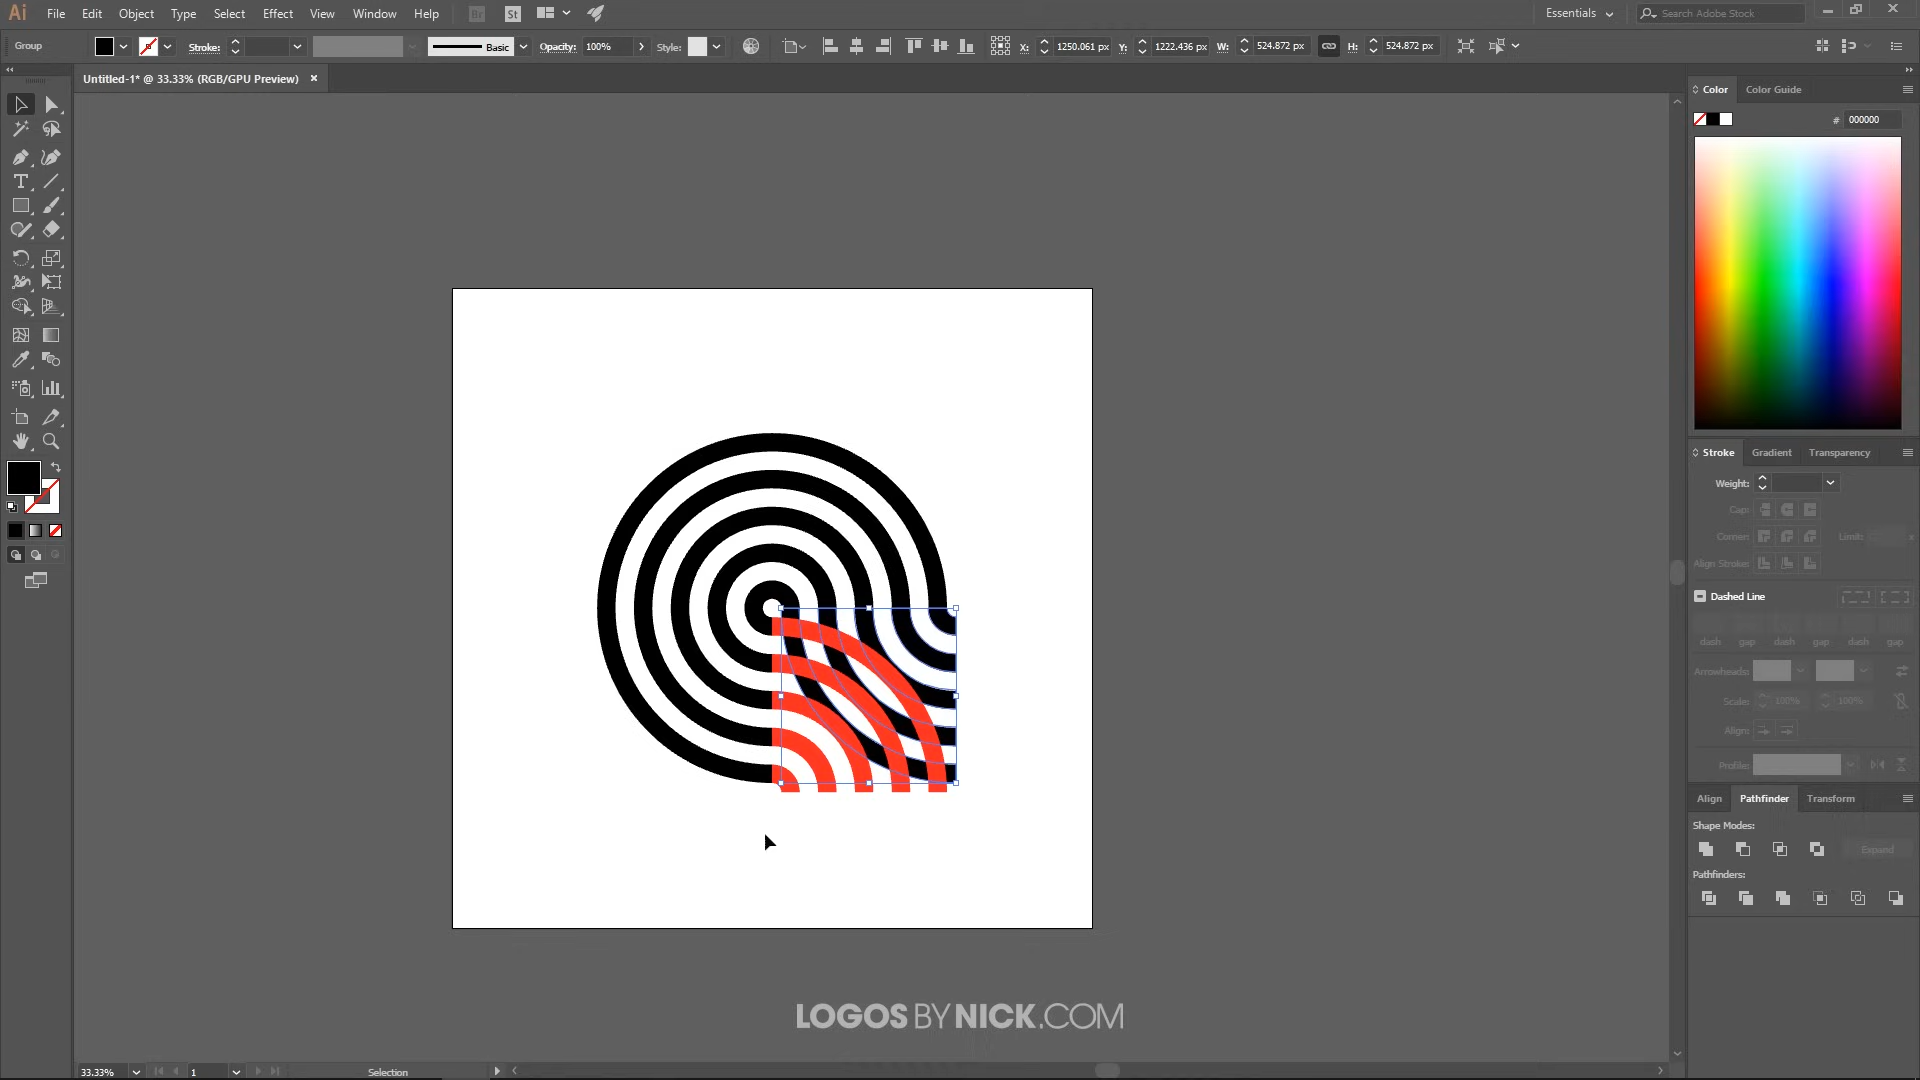 Ai File Edit Object Type Select Effect View Window Help Br St Essentials Search Adobe Stock
Group Stroke: Basic Opacity: 100% Style: X: 1250.061 px Y: 1222.436 px W: 524.872 px H: 524.872 px
Untitled-1* @ 33.33% (RGB/GPU Preview)
Color Color Guide
# 000000
Stroke Gradient Transparency
Weight:
Cap:
Corner: Limit: x
Align Stroke:
Dashed Line
dash gap dash gap dash gap
Arrowheads:
Scale: 100% 100%
Align:
Profile:
Align Pathfinder Transform
Shape Modes:
Expand
Pathfinders:
LOGOS BY NICK.COM
33.33% 1 Selection